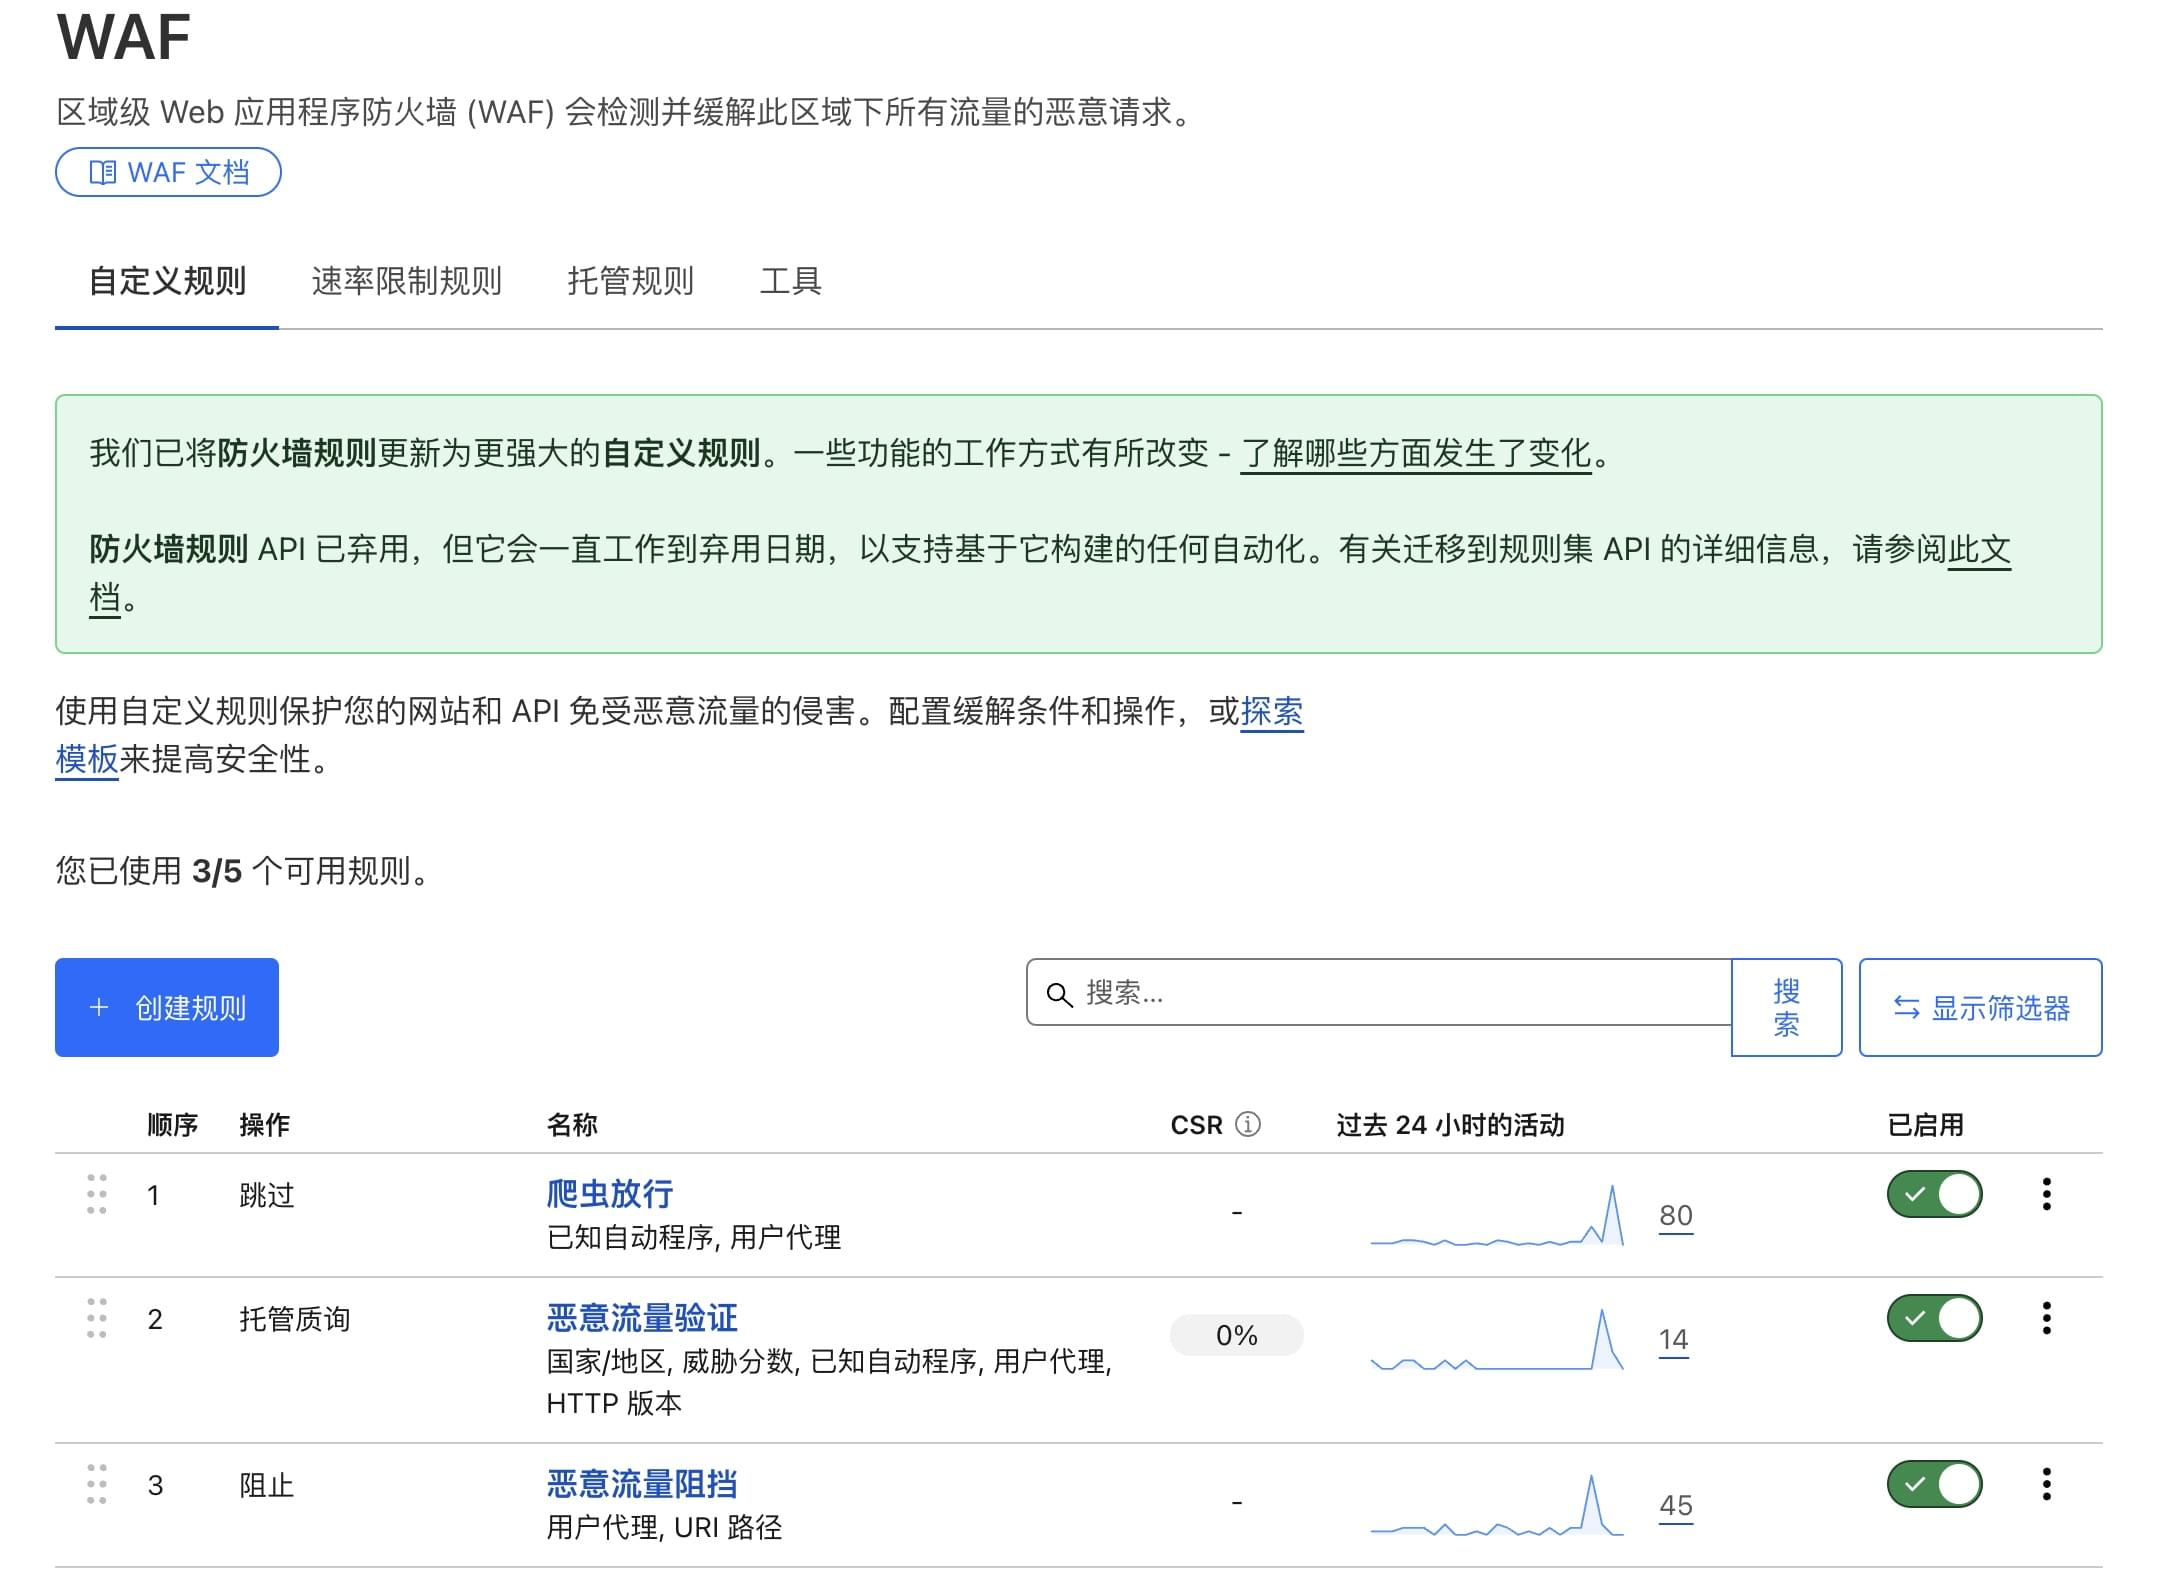 WAF
区域级 Web 应用程序防火墙 (WAF) 会检测并缓解此区域下所有流量的恶意请求。
WAF 文档
自定义规则 速率限制规则 托管规则 工具
我们已将防火墙规则更新为更强大的自定义规则。一些功能的工作方式有所改变 - 了解哪些方面发生了变化。
防火墙规则 API 已弃用，但它会一直工作到弃用日期，以支持基于它构建的任何自动化。有关迁移到规则集 API 的详细信息，请参阅此文
档。
使用自定义规则保护您的网站和 API 免受恶意流量的侵害。配置缓解条件和操作，或探索
模板来提高安全性。
您已使用 3/5 个可用规则。
+ 创建规则
搜索...
搜
索
显示筛选器
顺序 操作 名称 CSR 过去 24 小时的活动 已启用
1 跳过 爬虫放行 - 80
已知自动程序, 用户代理
2 托管质询 恶意流量验证 0% 14
国家/地区, 威胁分数, 已知自动程序, 用户代理,
HTTP 版本
3 阻止 恶意流量阻挡 - 45
用户代理, URI 路径